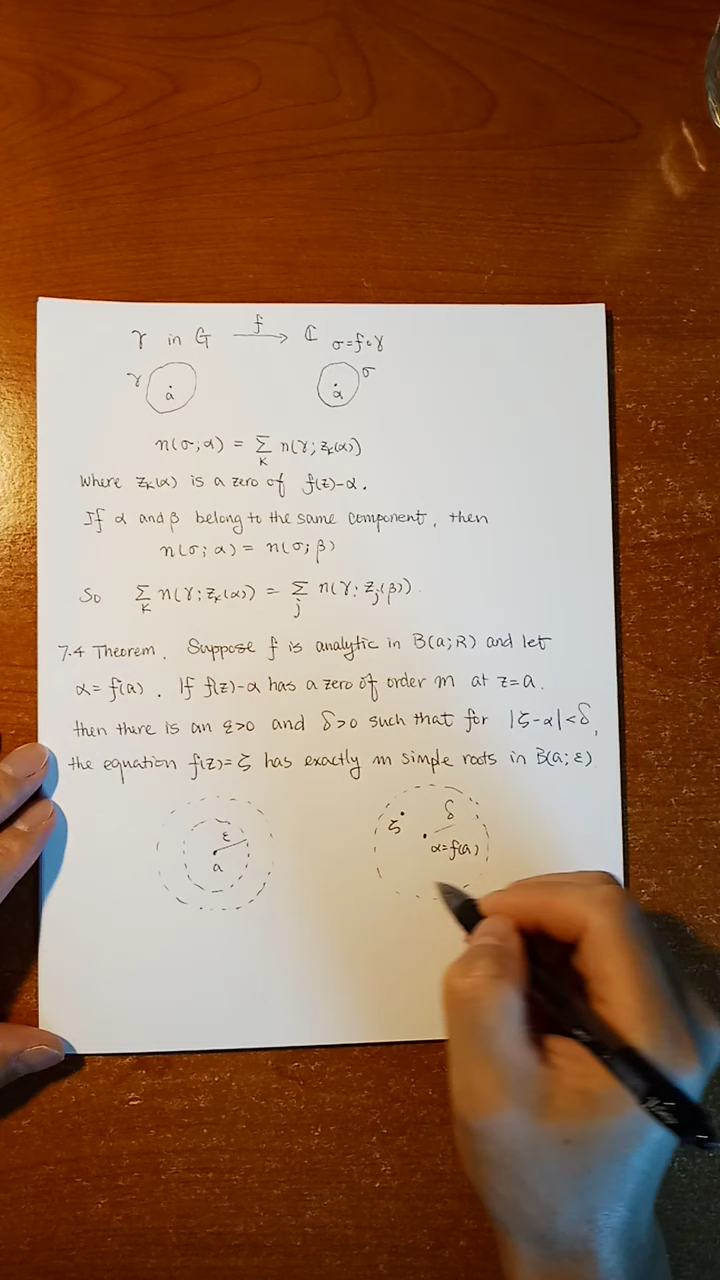 γ in G f ⟶ ℂ σ=f∘γ
γ a α σ
n(σ;α) = Σ_k n(γ;z_k(α))
Where z_k(α) is a zero of f(z)-α.
If α and β belong to the same component, then
n(σ;α) = n(σ;β)
So Σ_k n(γ;z_k(α)) = Σ_j n(γ;z_j(β)).
7.4 Theorem. Suppose f is analytic in B(a;R) and let
α=f(a). If f(z)-α has a zero of order m at z=a.
then there is an ε>0 and δ>0 such that for |ζ-α|<δ,
the equation f(z)=ζ has exactly m simple roots in B(a;ε)
ε a ζ δ α=f(a)